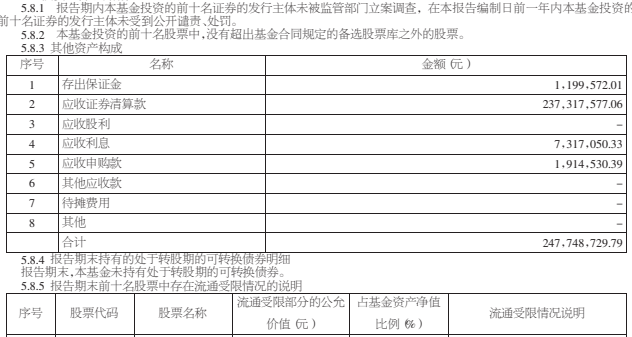 5.8.1 报告期内本基金投资的前十名证券的发行主体未被监管部门立案调查, 在本报告编制日前一年内本基金投资的
前十名证券的发行主体未受到公开谴责、处罚。
5.8.2 本基金投资的前十名股票中,没有超出基金合同规定的备选股票库之外的股票。
5.8.3 其他资产构成
序号 名称 金额(元)
1 存出保证金 1,199,572.01
2 应收证券清算款 237,317,577.06
3 应收股利 –
4 应收利息 7,317,050.33
5 应收申购款 1,914,530.39
6 其他应收款 –
7 待摊费用 –
8 其他 –
合计 247,748,729.79
5.8.4 报告期末持有的处于转股期的可转换债券明细
报告期末,本基金未持有处于转股期的可转换债券。
5.8.5 报告期末前十名股票中存在流通受限情况的说明
序号 股票代码 股票名称 流通受限部分的公允价值(元) 占基金资产净值比例(%) 流通受限情况说明